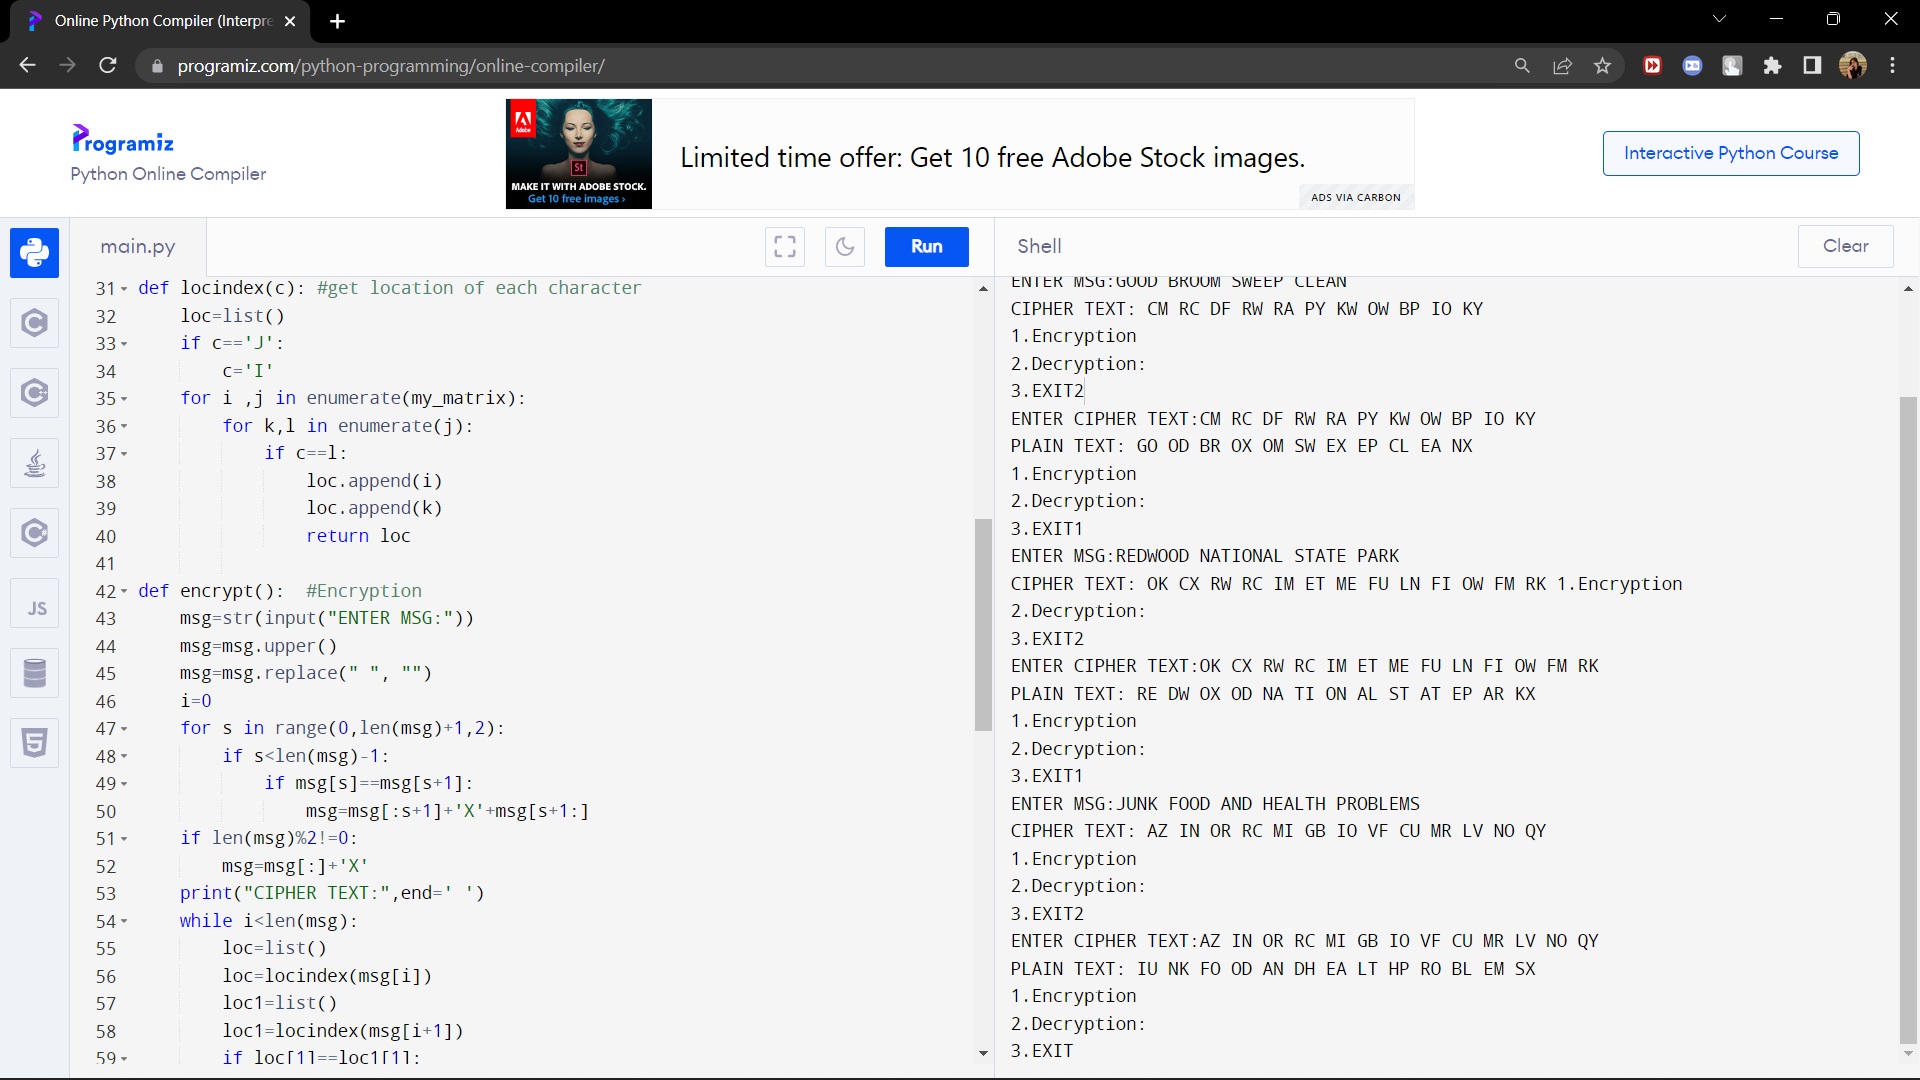 Online Python Compiler (Interpre
programiz.com/python-programming/online-compiler/
Programiz
Python Online Compiler
Adobe
St
MAKE IT WITH ADOBE STOCK.
Get 10 free images ›
Limited time offer: Get 10 free Adobe Stock images.
ADS VIA CARBON
Interactive Python Course
main.py
Run
31 def locindex(c): #get location of each character
32 loc=list()
33 if c=='J':
34 c='I'
35 for i ,j in enumerate(my_matrix):
36 for k,l in enumerate(j):
37 if c==l:
38 loc.append(i)
39 loc.append(k)
40 return loc
41
42 def encrypt(): #Encryption
43 msg=str(input("ENTER MSG:"))
44 msg=msg.upper()
45 msg=msg.replace(" ", "")
46 i=0
47 for s in range(0,len(msg)+1,2):
48 if s<len(msg)-1:
49 if msg[s]==msg[s+1]:
50 msg=msg[:s+1]+'X'+msg[s+1:]
51 if len(msg)%2!=0:
52 msg=msg[:]+'X'
53 print("CIPHER TEXT:",end=' ')
54 while i<len(msg):
55 loc=list()
56 loc=locindex(msg[i])
57 loc1=list()
58 loc1=locindex(msg[i+1])
59 if loc[1]==loc1[1]:
JS
Shell
Clear
ENTER MSG:GOOD BROOM SWEEP CLEAN
CIPHER TEXT: CM RC DF RW RA PY KW OW BP IO KY
1.Encryption
2.Decryption:
3.EXIT2
ENTER CIPHER TEXT:CM RC DF RW RA PY KW OW BP IO KY
PLAIN TEXT: GO OD BR OX OM SW EX EP CL EA NX
1.Encryption
2.Decryption:
3.EXIT1
ENTER MSG:REDWOOD NATIONAL STATE PARK
CIPHER TEXT: OK CX RW RC IM ET ME FU LN FI OW FM RK 1.Encryption
2.Decryption:
3.EXIT2
ENTER CIPHER TEXT:OK CX RW RC IM ET ME FU LN FI OW FM RK
PLAIN TEXT: RE DW OX OD NA TI ON AL ST AT EP AR KX
1.Encryption
2.Decryption:
3.EXIT1
ENTER MSG:JUNK FOOD AND HEALTH PROBLEMS
CIPHER TEXT: AZ IN OR RC MI GB IO VF CU MR LV NO QY
1.Encryption
2.Decryption:
3.EXIT2
ENTER CIPHER TEXT:AZ IN OR RC MI GB IO VF CU MR LV NO QY
PLAIN TEXT: IU NK FO OD AN DH EA LT HP RO BL EM SX
1.Encryption
2.Decryption:
3.EXIT